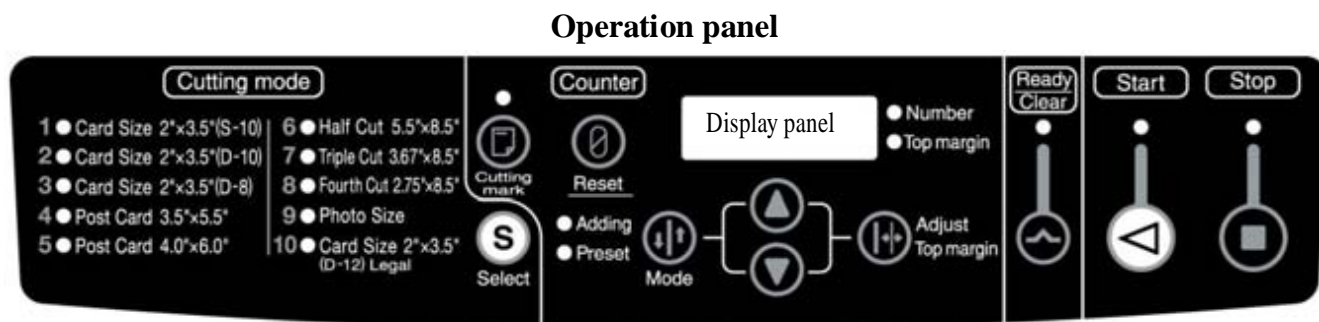 Operation panel
Cutting mode
1 Card Size 2"×3.5"(S-10)
2 Card Size 2"×3.5"(D-10)
3 Card Size 2"×3.5"(D-8)
4 Post Card 3.5"×5.5"
5 Post Card 4.0"×6.0"
6 Half Cut 5.5"×8.5"
7 Triple Cut 3.67"×8.5"
8 Fourth Cut 2.75"×8.5"
9 Photo Size
10 Card Size 2"×3.5"
(D-12) Legal
Cutting
mark
S
Select
Counter
Reset
Adding
Preset
Mode
Display panel
Number
Top margin
Adjust
Top margin
Ready
Clear
Start
Stop